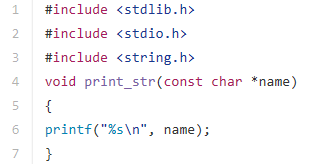 1 #include <stdlib.h>
2 #include <stdio.h>
3 #include <string.h>
4 void print_str(const char *name)
5 {
6 printf("%s\n", name);
7 }